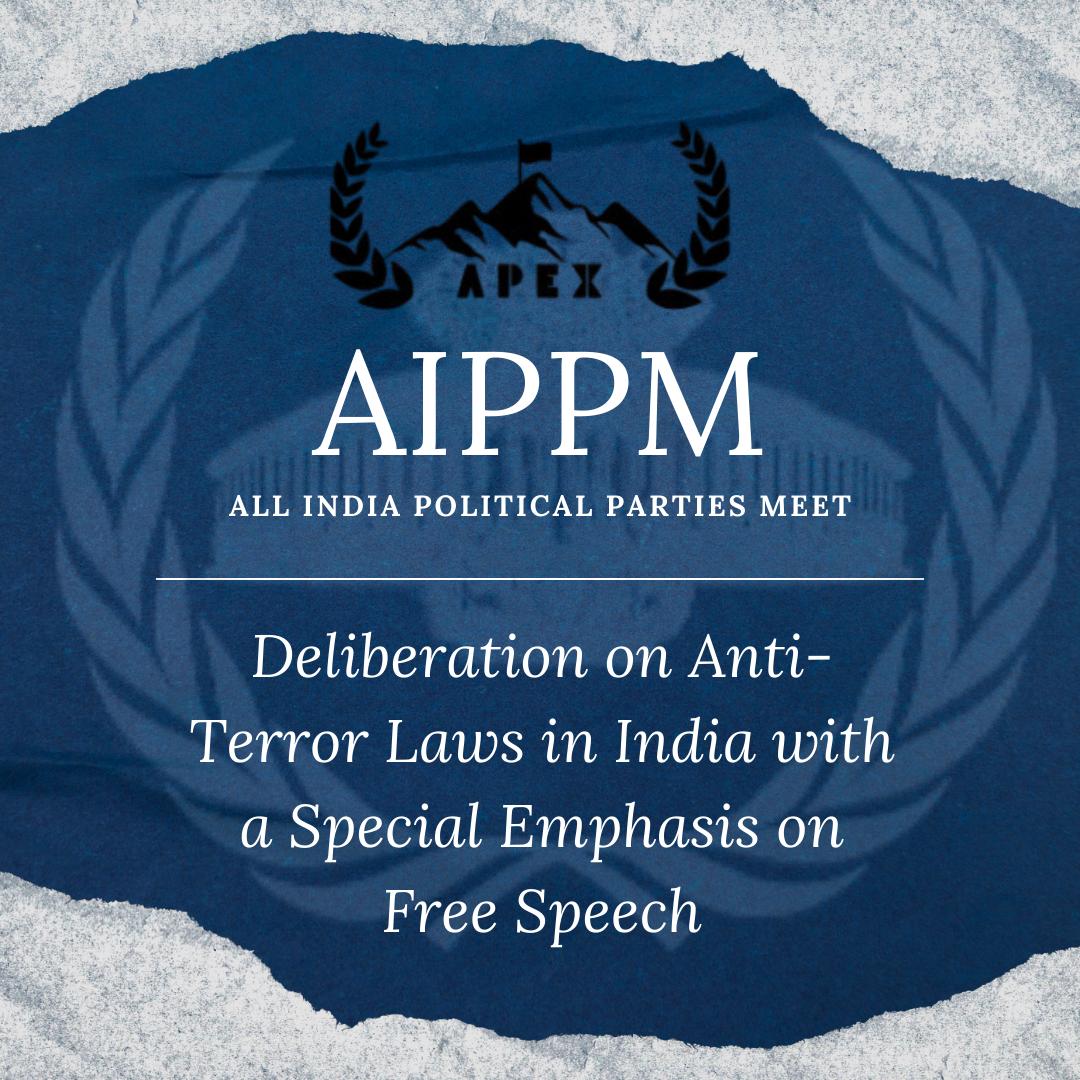 APEX
AIPPM
ALL INDIA POLITICAL PARTIES MEET
Deliberation on Anti-
Terror Laws in India with
a Special Emphasis on
Free Speech